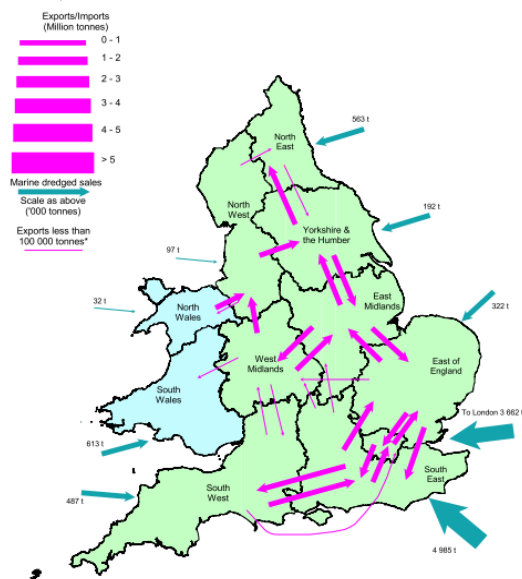 Exports/Imports
(Million tonnes)
0 - 1
1 - 2
2 - 3
3 - 4
4 - 5
> 5
Marine dredged sales
Scale as above
('000 tonnes)
Exports less than
100 000 tonnes*
563 t
North
East
North
West
192 t
Yorkshire &
the Humber
97 t
32 t
North
Wales
East
Midlands
322 t
West
Midlands
East of
England
South
Wales
To London 3 662 t
613 t
South
East
South
West
487 t
4 985 t